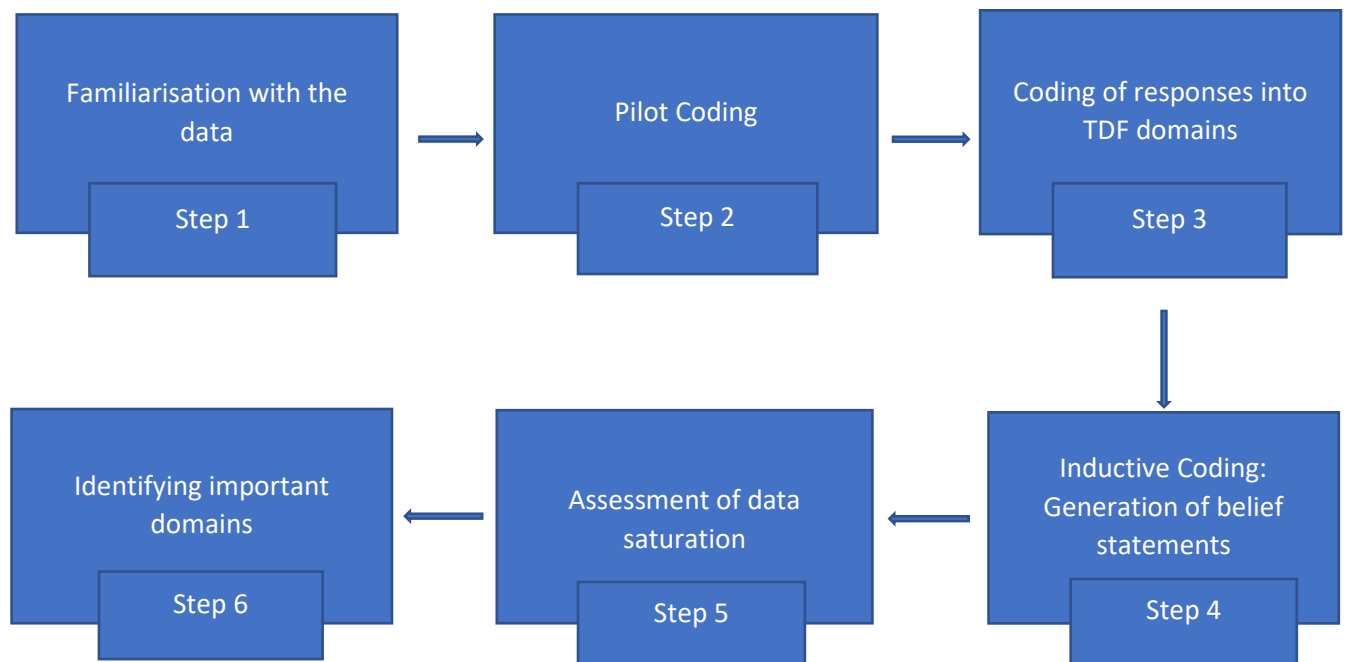 Familiarisation with the
data
Step 1
Pilot Coding
Step 2
Coding of responses into
TDF domains
Step 3
Inductive Coding:
Generation of belief
statements
Step 4
Assessment of data
saturation
Step 5
Identifying important
domains
Step 6